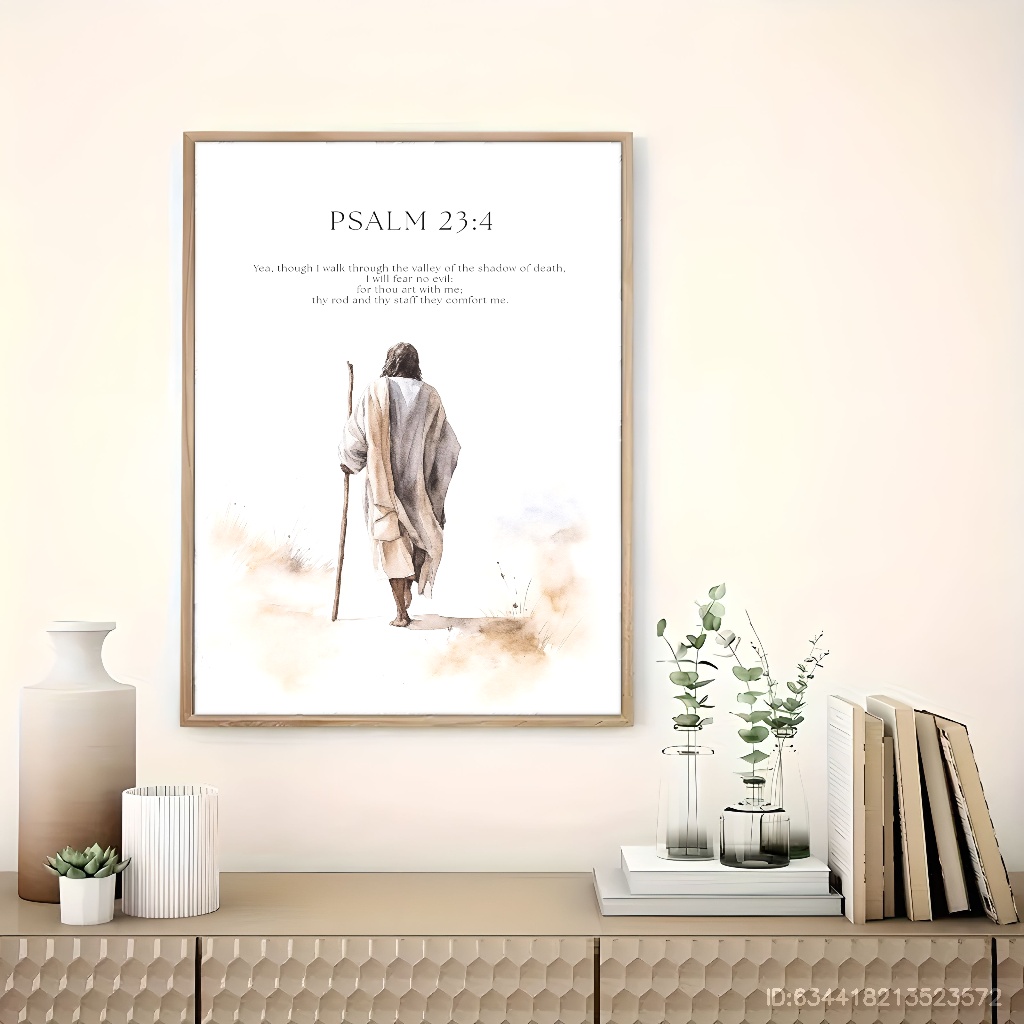 PSALM 23:4
Yea, though I walk through the valley of the shadow of death,
I will fear no evil:
for thou art with me;
thy rod and thy staff they comfort me.
ID:634418213523572